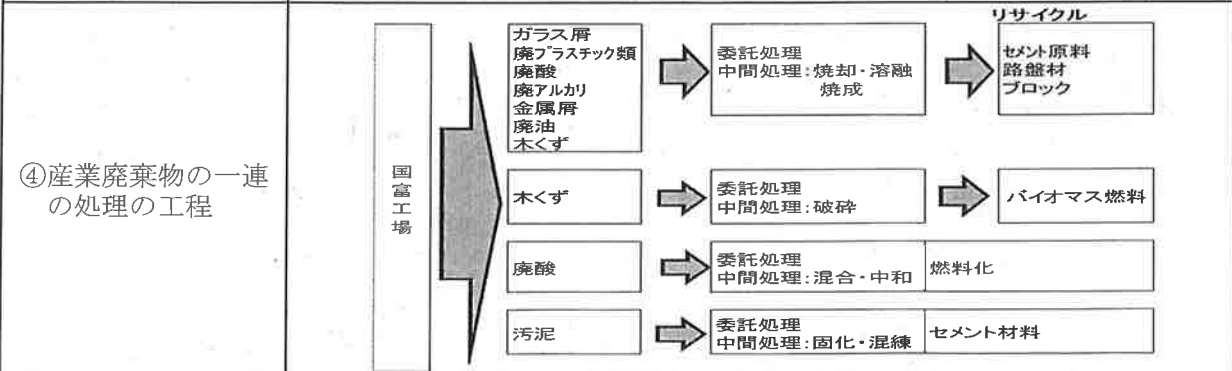 ④産業廃棄物の一連
の処理の工程
国富工場
ガラス屑
廃プラスチック類
廃酸
廃アルカリ
金属屑
廃油
木くず
委託処理
中間処理:焼却・溶融
焼成
リサイクル
セメント原料
路盤材
ブロック
木くず
委託処理
中間処理:破砕
バイオマス燃料
廃酸
委託処理
中間処理:混合・中和
燃料化
汚泥
委託処理
中間処理:固化・混練
セメント材料